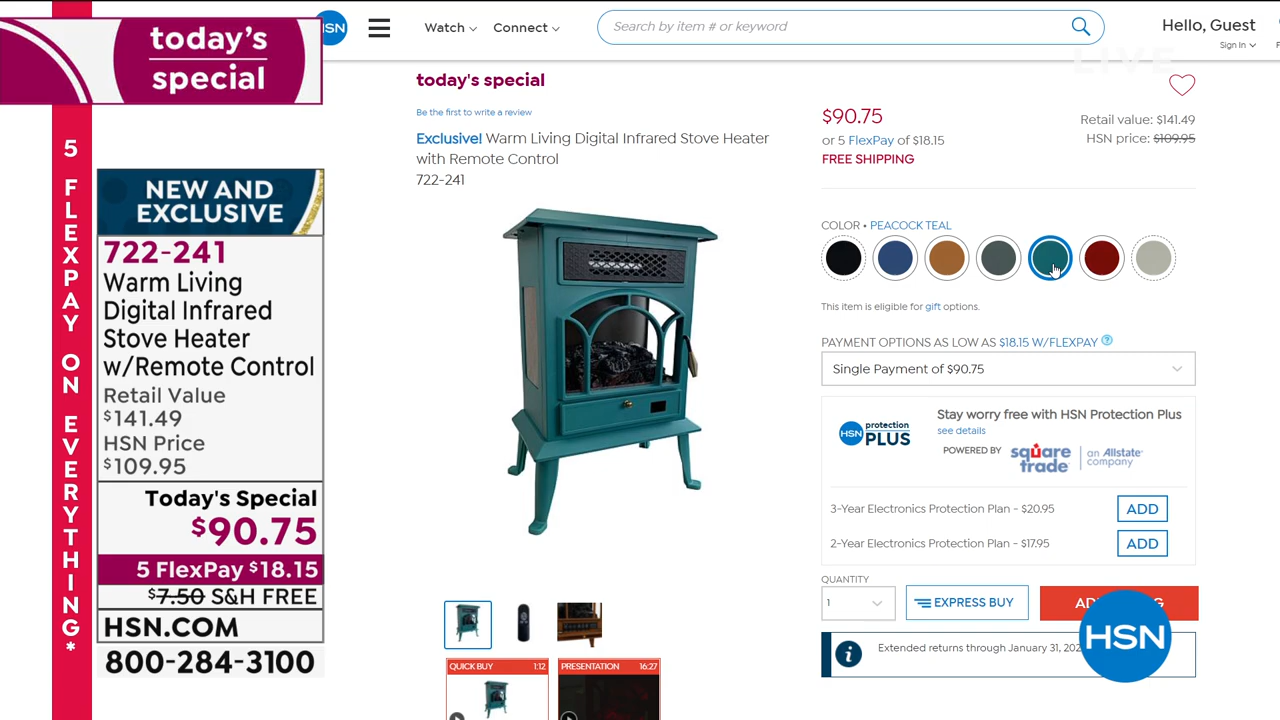 today's
special
5 FLEXPAY ON EVERYTHING*
NEW AND
EXCLUSIVE
722-241
Warm Living
Digital Infrared
Stove Heater
w/Remote Control
Retail Value
$141.49
HSN Price
$109.95
Today's Special
$90.75
5 FlexPay $18.15
$7.50 S&H FREE
HSN.COM
800-284-3100
HSN
Watch
Connect
Search by item # or keyword
Hello, Guest
Sign In
LIVE
today's special
Be the first to write a review
Exclusive! Warm Living Digital Infrared Stove Heater
with Remote Control
722-241
QUICK BUY 1:12
PRESENTATION 16:27
$90.75
or 5 FlexPay of $18.15
FREE SHIPPING
Retail value: $141.49
HSN price: $109.95
COLOR • PEACOCK TEAL
This item is eligible for gift options.
PAYMENT OPTIONS AS LOW AS $18.15 W/FLEXPAY ?
Single Payment of $90.75
HSN protection PLUS
Stay worry free with HSN Protection Plus
see details
POWERED BY square trade | an Allstate company
3-Year Electronics Protection Plan - $20.95 ADD
2-Year Electronics Protection Plan - $17.95 ADD
QUANTITY
1
EXPRESS BUY
Extended returns through January 31,
HSN